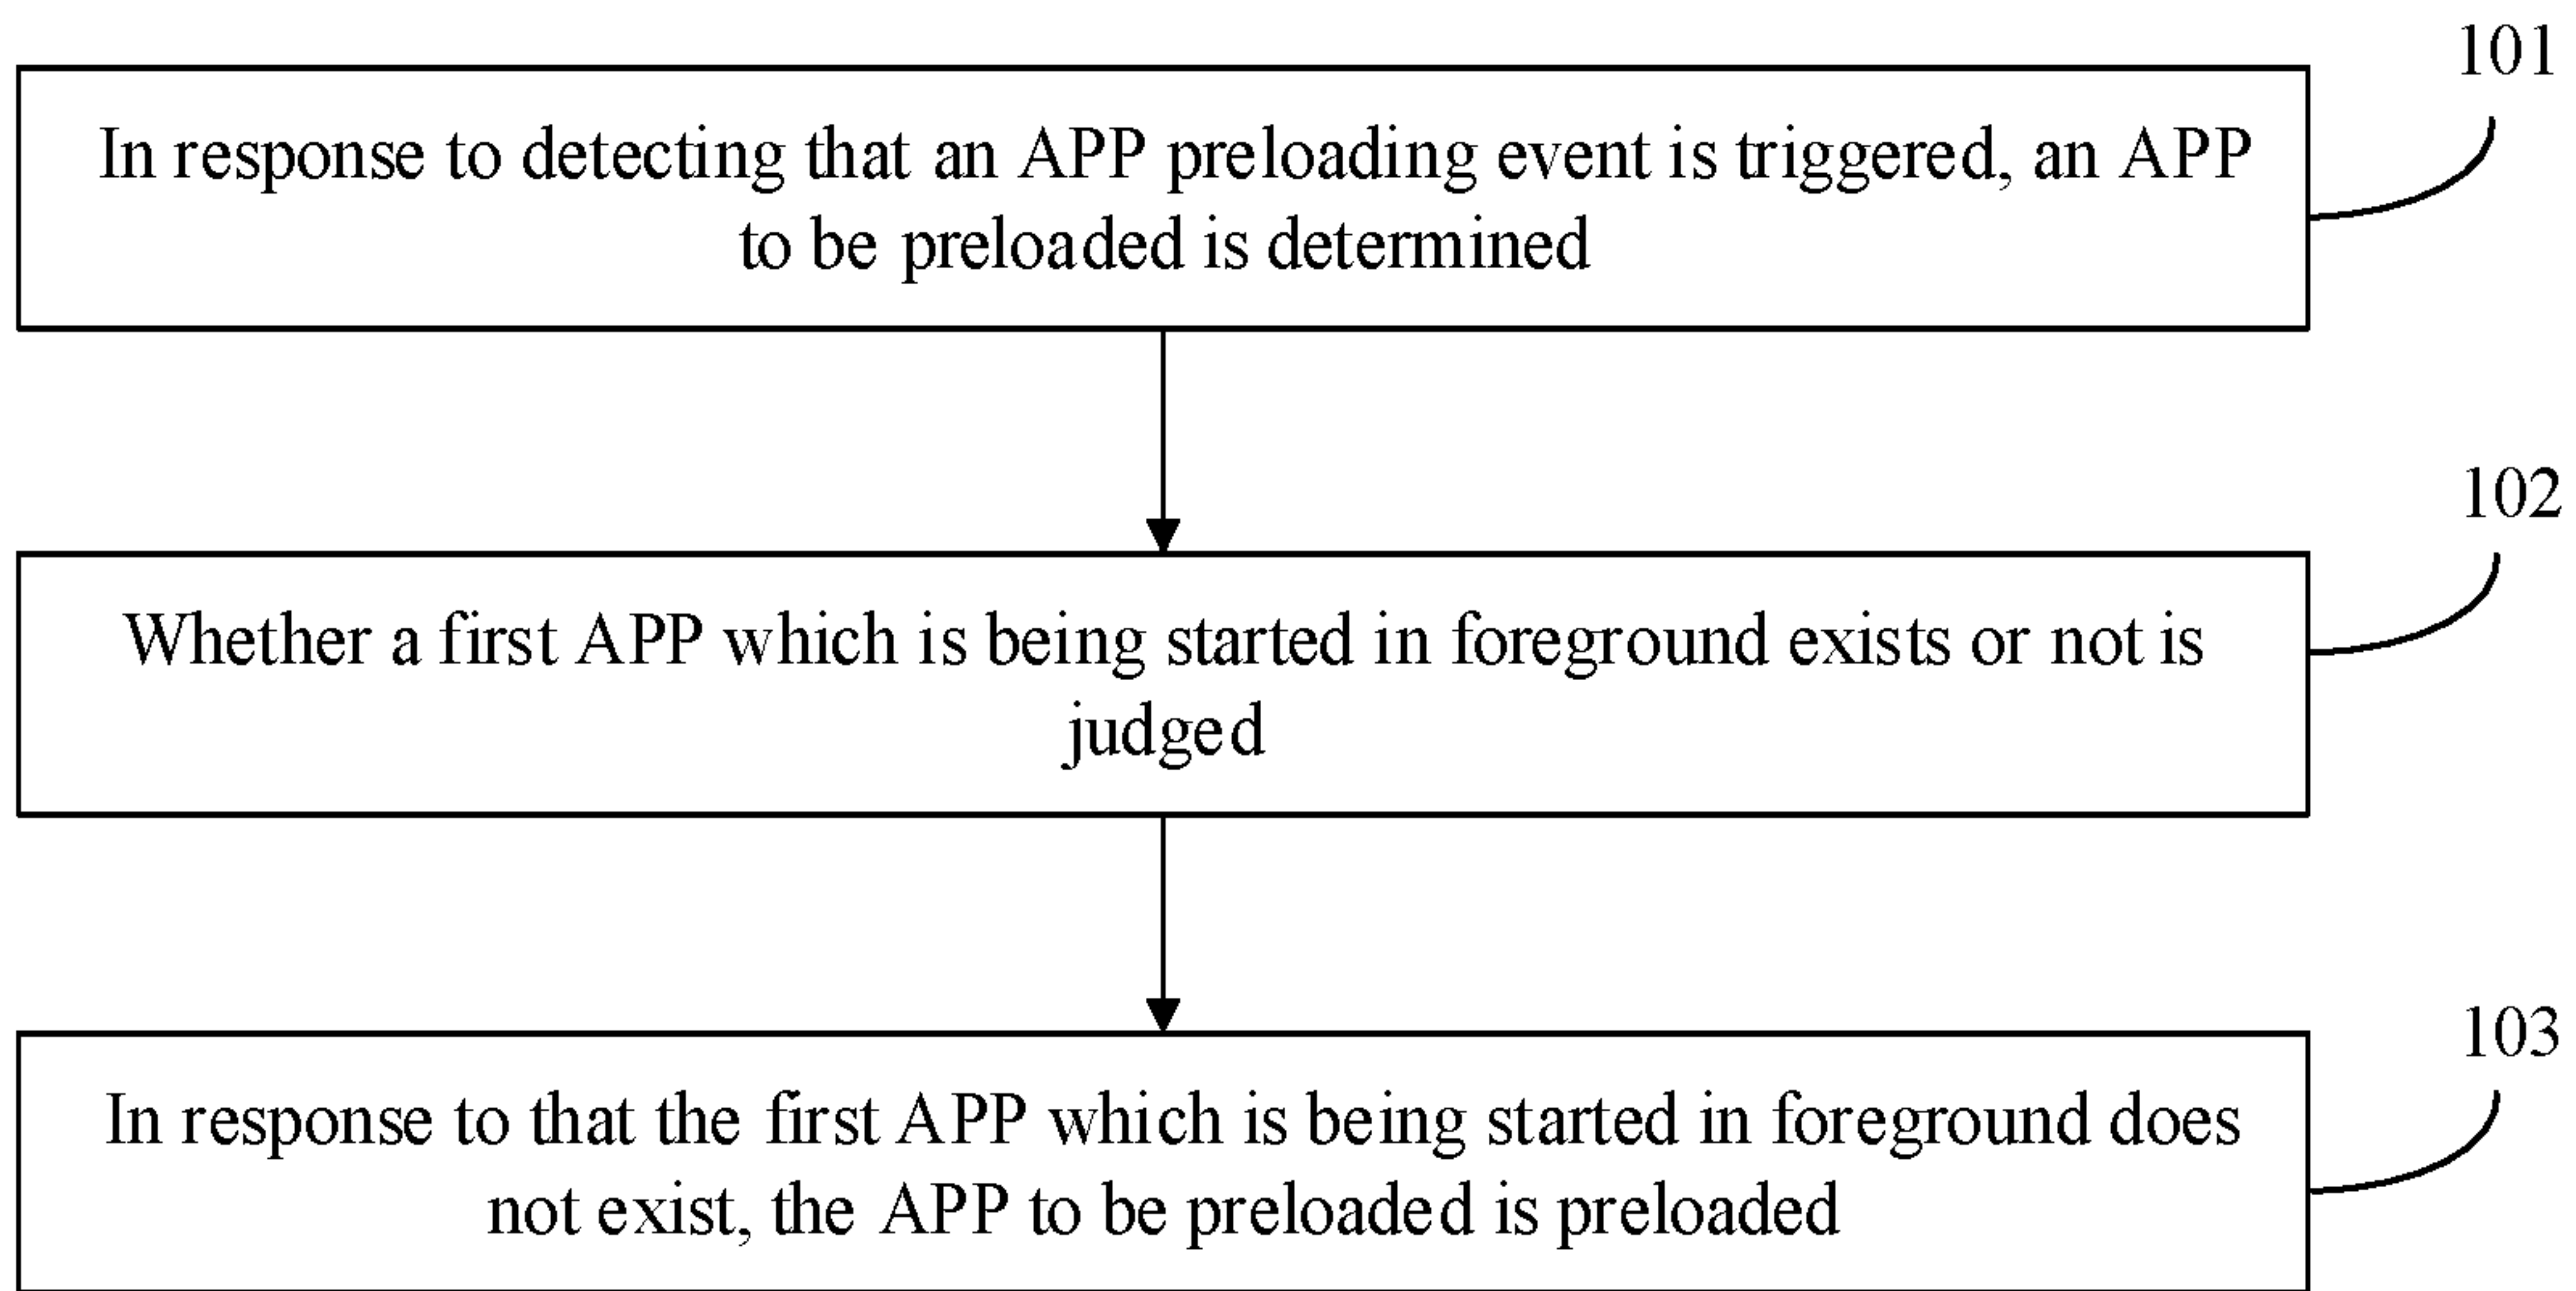 101
In response to detecting that an APP preloading event is triggered, an APP
to be preloaded is determined
102
Whether a first APP which is being started in foreground exists or not is
judged
103
In response to that the first APP which is being started in foreground does
not exist, the APP to be preloaded is preloaded